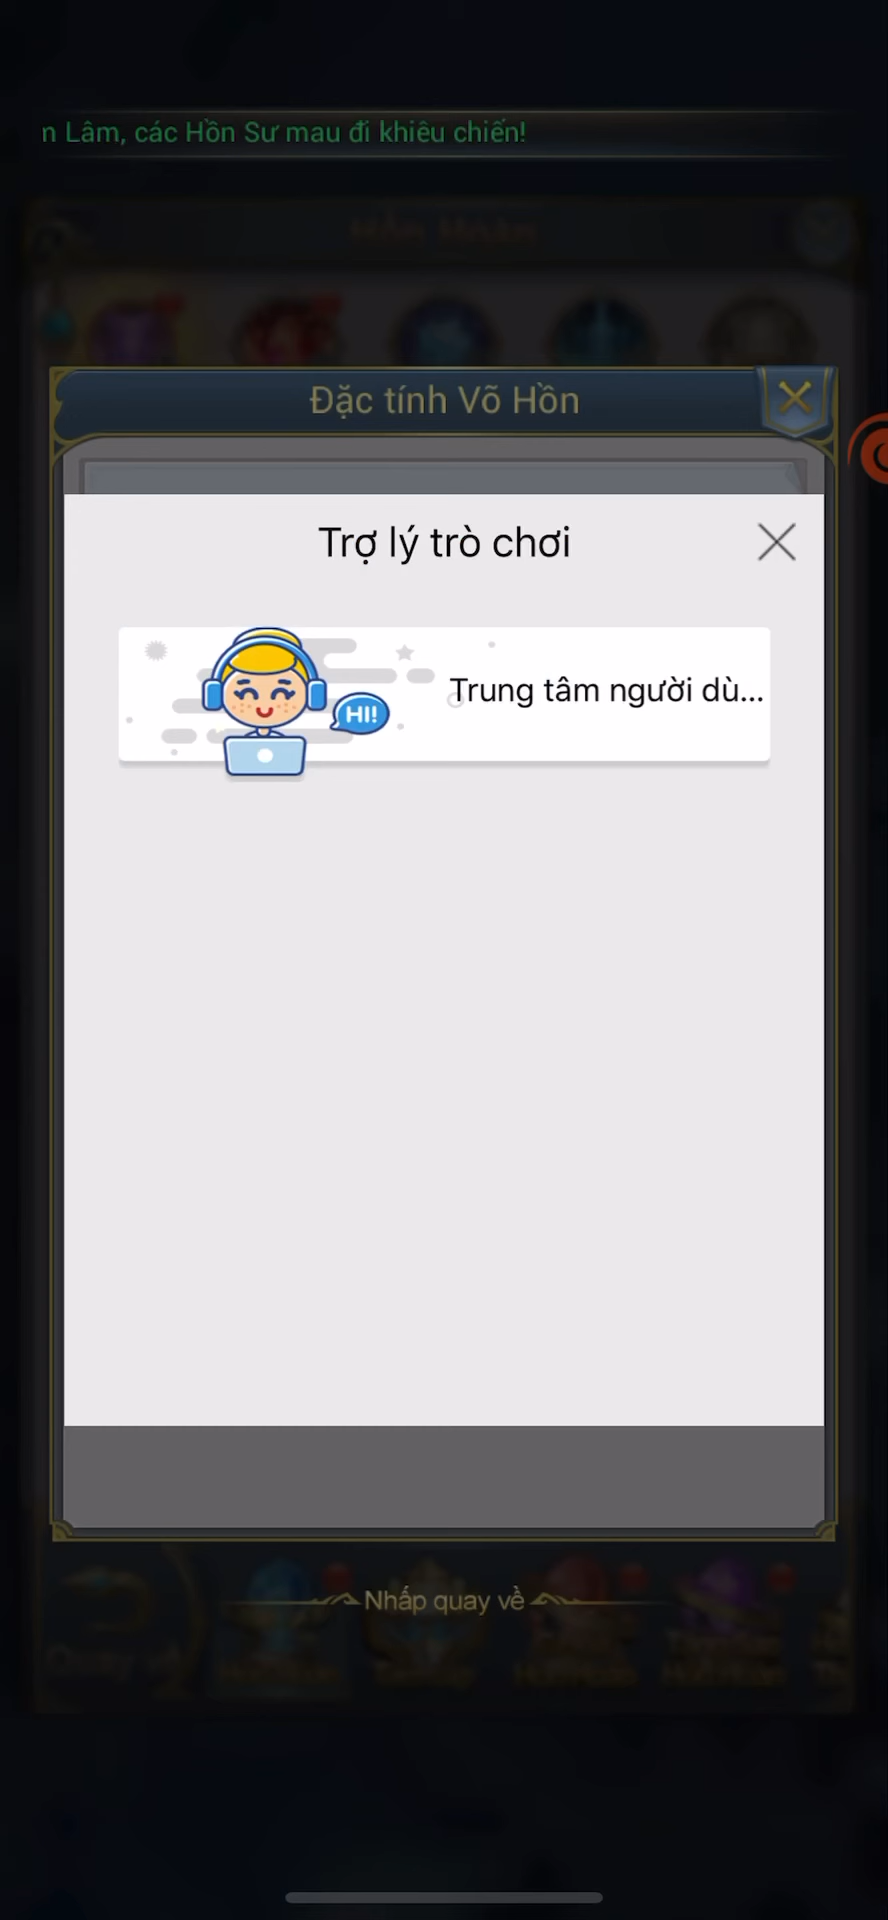 n Lâm, các Hồn Sư mau đi khiêu chiến!
Đặc tính Võ Hồn
Trợ lý trò chơi
HI!
Trung tâm người dù...
Nhấp quay về